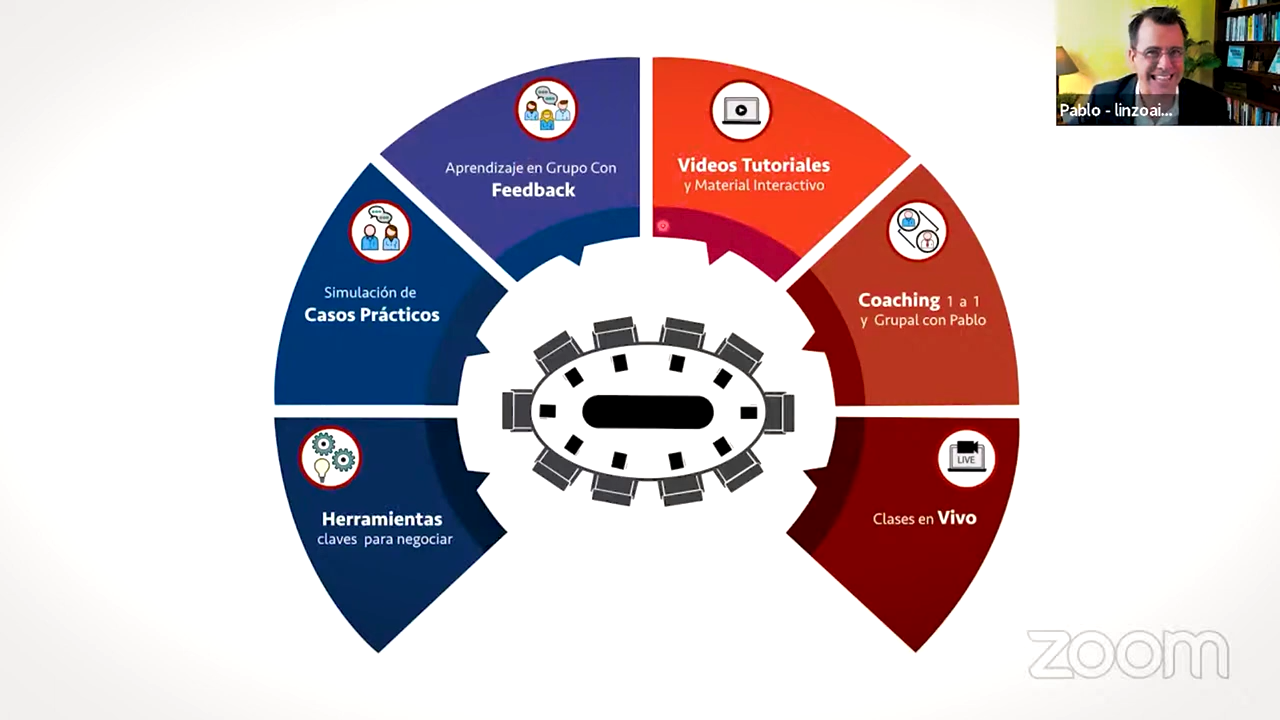 Pablo - linzoai...
Aprendizaje en Grupo Con
Feedback
Videos Tutoriales
y Material Interactivo
Simulación de
Casos Prácticos
Coaching 1 a 1
y Grupal con Pablo
Herramientas
claves para negociar
LIVE
Clases en Vivo
zoom